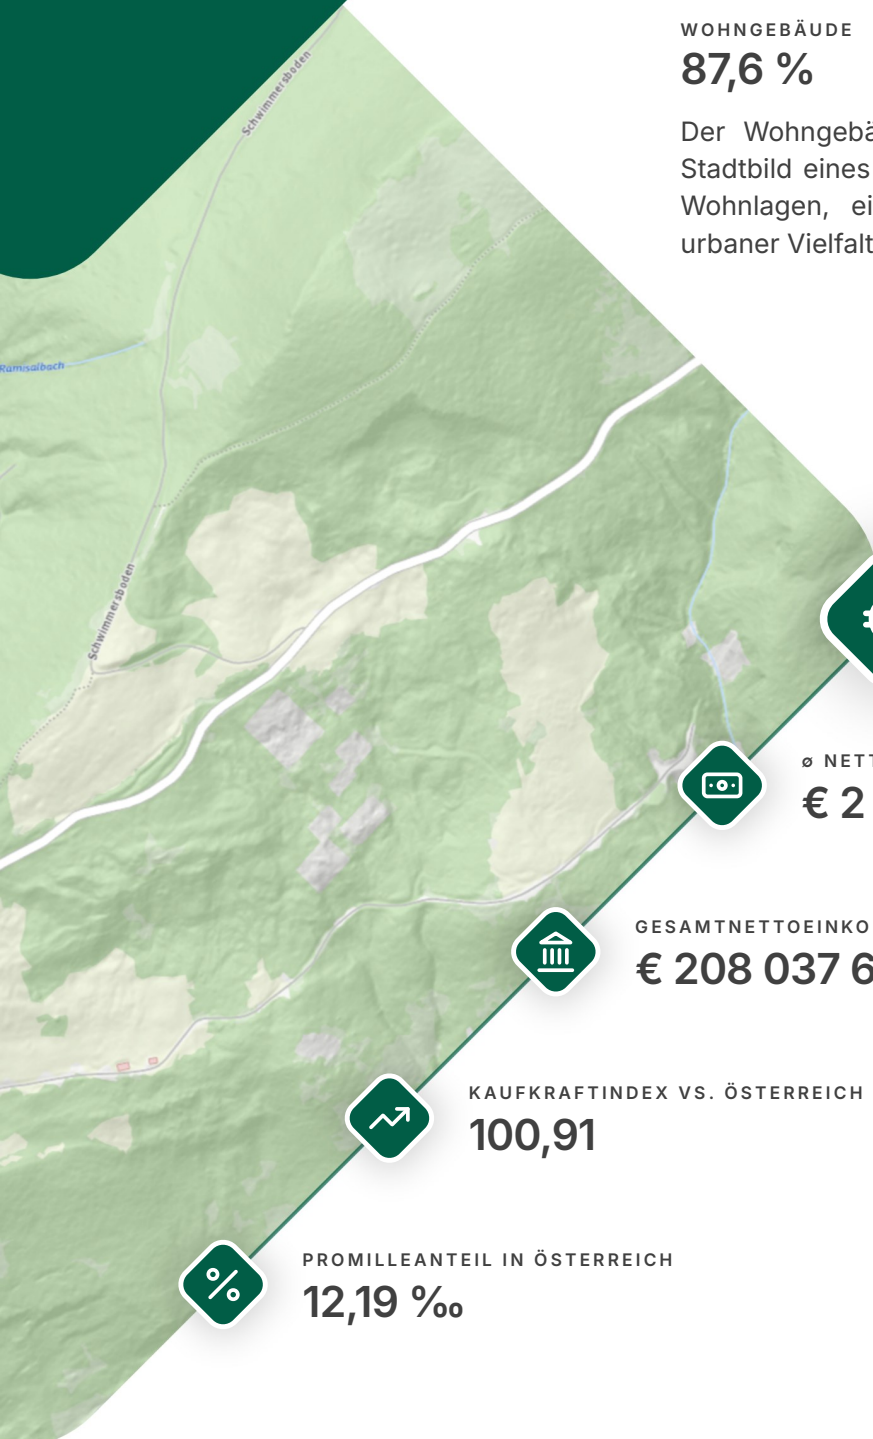 WOHNGEBÄUDE
87,6 %
Der Wohngebä
Stadtbild eines
Wohnlagen, ei
urbaner Vielfalt
Schwimmersboden
Ramsaibach
Schwimmersboden
ø NETT
€ 2
GESAMTNETTOEINKO
€ 208 037 6
KAUFKRAFTINDEX VS. ÖSTERREICH
100,91
PROMILLEANTEIL IN ÖSTERREICH
12,19 ‰